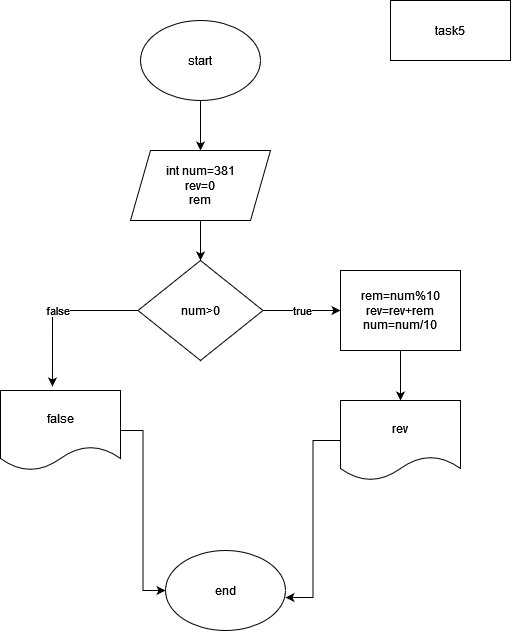 task5
start
int num=381
rev=0
rem
num>0
false
true
rem=num%10
rev=rev+rem
num=num/10
false
rev
end